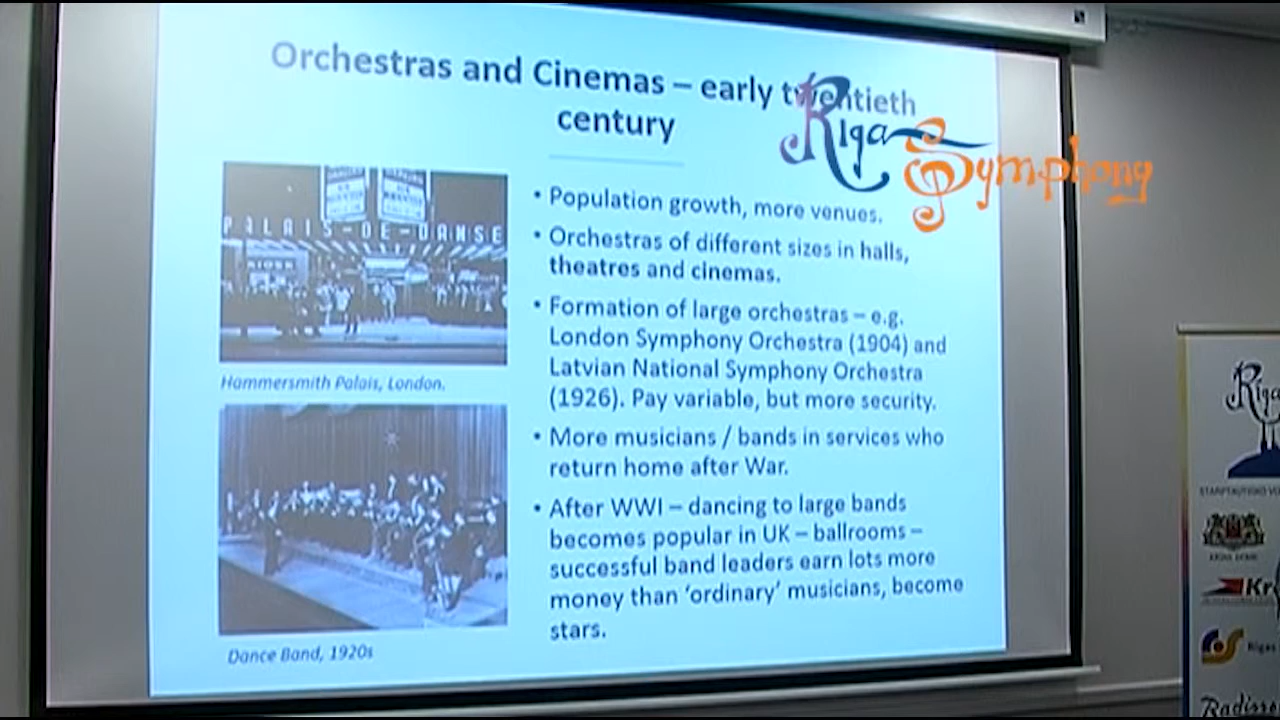 Orchestras and Cinemas – early twentieth
century
Riga
Symphony
PALAIS-DE-DANSE
KIOSK
Hammersmith Palais, London.
Dance Band, 1920s
• Population growth, more venues.
• Orchestras of different sizes in halls,
theatres and cinemas.
• Formation of large orchestras – e.g.
London Symphony Orchestra (1904) and
Latvian National Symphony Orchestra
(1926). Pay variable, but more security.
• More musicians / bands in services who
return home after War.
• After WWI – dancing to large bands
becomes popular in UK – ballrooms –
successful band leaders earn lots more
money than ‘ordinary’ musicians, become
stars.
Riga
Rigas